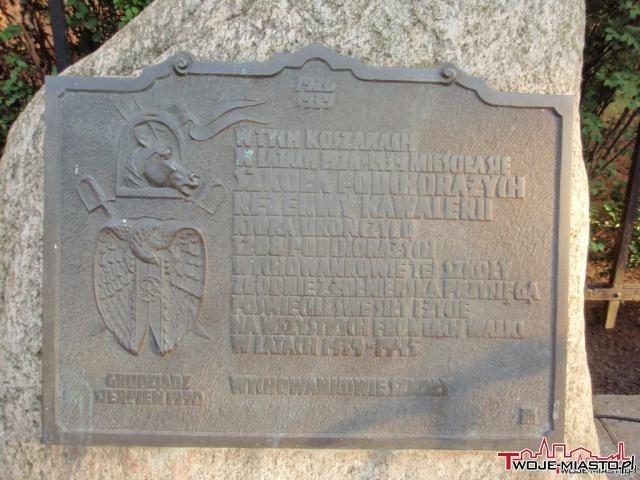 1926
1939
W TYCH KOSZARACH
W LATACH 1926-1939 MIEŚCIŁA SIĘ
SZKOŁA PODCHORĄŻYCH
REZERWY KAWALERII
KTÓRĄ UKOŃCZYŁO
PODCHORĄŻYCH
WYCHOWANKOWIE TEJ SZKOŁY
ZGODNIE Z ŻOŁNIERSKĄ PRZYSIĘGĄ
POŚWIĘCILI SWE SIŁY I ŻYCIE
NA WSZYSTKICH FRONTACH WALKI
W LATACH 1939-1945
GRUDZIĄDZ
SIERPIEŃ 1990
WYCHOWANKOWIE SZKOŁY
TWOJE-MIASTO.pl